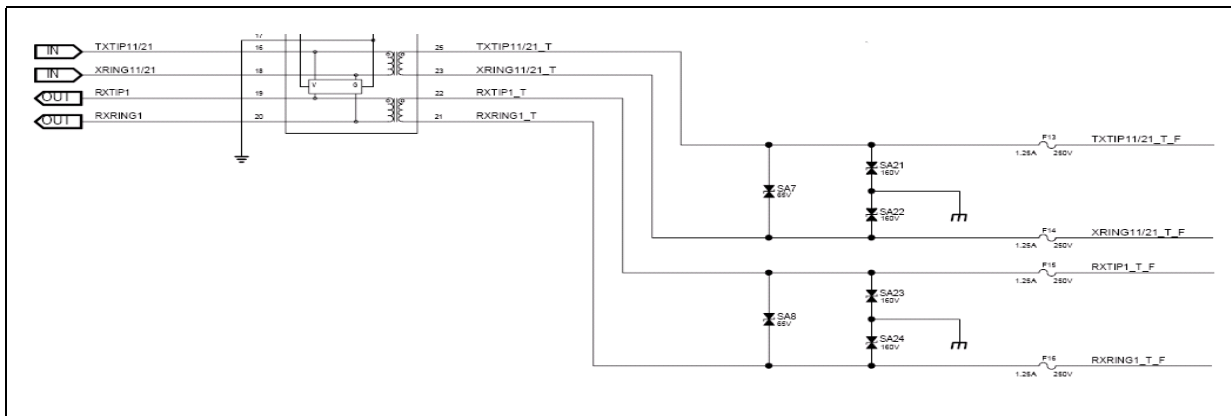 17
IN TXTIP11/21 16 25 TXTIP11/21_T
IN XRING11/21 18 23 XRING11/21_T
V G
OUT RXTIP1 19 22 RXTIP1_T
OUT RXRING1 20 21 RXRING1_T
F13 TXTIP11/21_T_F
1.25A 250V
SA21
160V
SA7
65V
SA22
160V
F14 XRING11/21_T_F
1.25A 250V
F15 RXTIP1_T_F
1.25A 250V
SA23
160V
SA8
65V
SA24
160V
F16 RXRING1_T_F
1.25A 250V